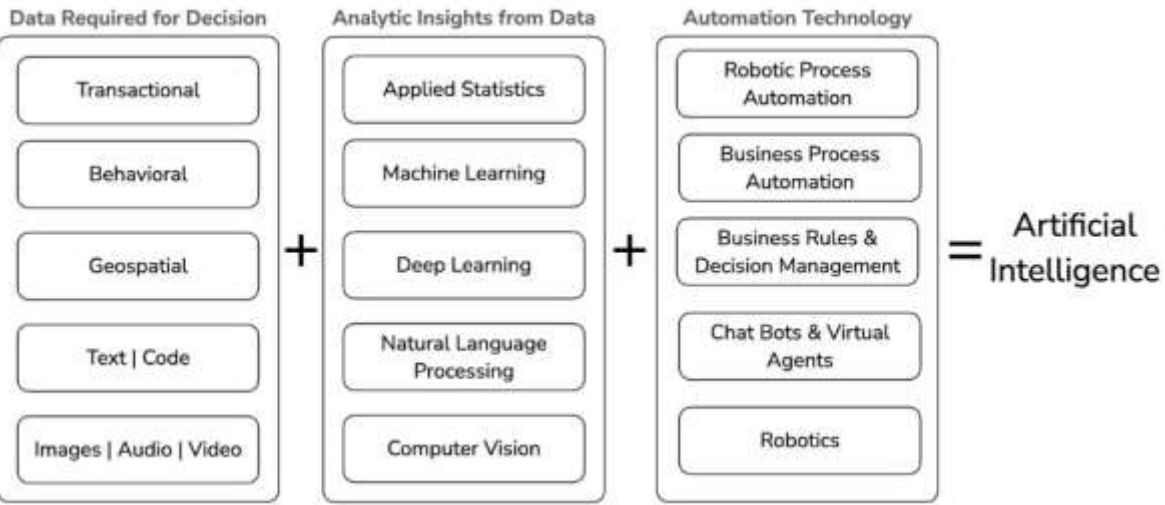 Data Required for Decision
Transactional
Behavioral
Geospatial
Text | Code
Images | Audio | Video
+
Analytic Insights from Data
Applied Statistics
Machine Learning
Deep Learning
Natural Language
Processing
Computer Vision
+
Automation Technology
Robotic Process
Automation
Business Process
Automation
Business Rules &
Decision Management
Chat Bots & Virtual
Agents
Robotics
=
Artificial
Intelligence